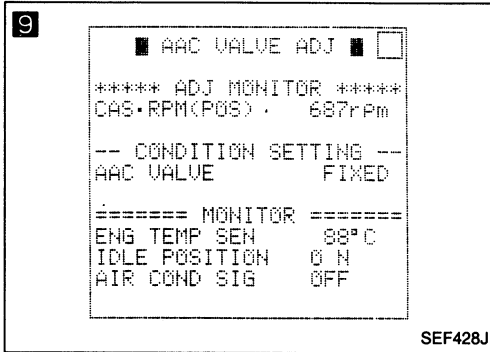 9
■ AAC VALVE ADJ ■ □
***** ADJ MONITOR *****
CAS·RPM(POS) · 687rpm
-- CONDITION SETTING --
AAC VALVE FIXED
======= MONITOR =======
ENG TEMP SEN 88°C
IDLE POSITION O N
AIR COND SIG OFF
SEF428J